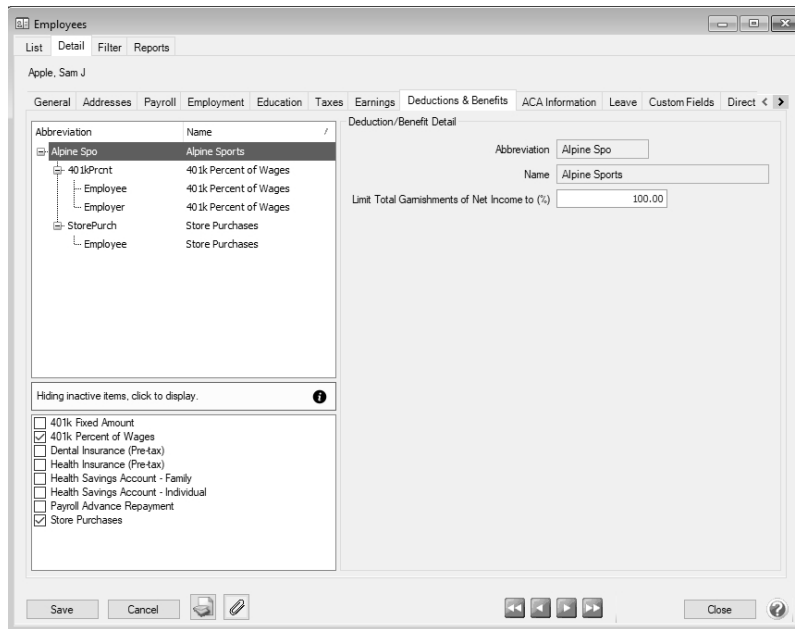 Employees
List Detail Filter Reports
Apple, Sam J
General Addresses Payroll Employment Education Taxes Earnings Deductions & Benefits ACA Information Leave Custom Fields Direct
Abbreviation Name
Alpine Spo Alpine Sports
401kPrcnt 401k Percent of Wages
Employee 401k Percent of Wages
Employer 401k Percent of Wages
StorePurch Store Purchases
Employee Store Purchases
Deduction/Benefit Detail
Abbreviation Alpine Spo
Name Alpine Sports
Limit Total Garnishments of Net Income to (%) 100.00
Hiding inactive items, click to display.
401k Fixed Amount
401k Percent of Wages
Dental Insurance (Pre-tax)
Health Insurance (Pre-tax)
Health Savings Account - Family
Health Savings Account - Individual
Payroll Advance Repayment
Store Purchases
Save Cancel Close